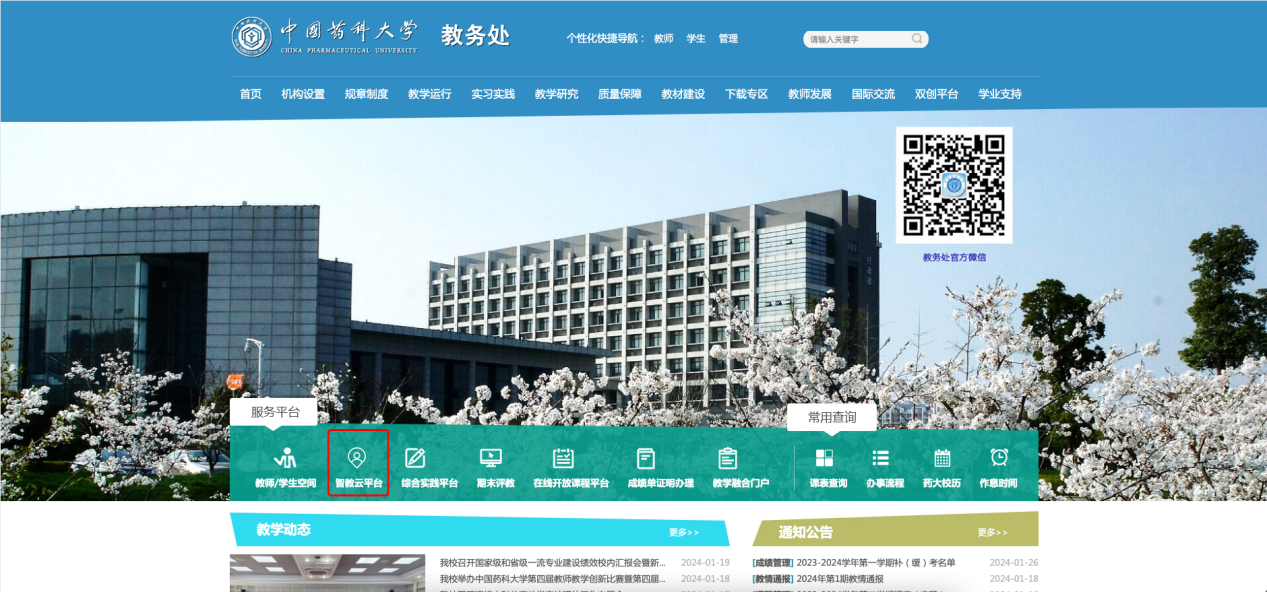 中国药科大学
CHINA PHARMACEUTICAL UNIVERSITY
教务处
个性化快捷导航： 教师 学生 管理
请输入关键字
首页 机构设置 规章制度 教学运行 实习实践 教学研究 质量保障 教材建设 下载专区 教师发展 国际交流 双创平台 学业支持
教务处官方微信
服务平台
常用查询
教师/学生空间 智教云平台 综合实践平台 期末评教 在线开放课程平台 成绩单证明办理 教学融合门户
课表查询 办事流程 药大校历 作息时间
教学动态 更多>>
通知公告 更多>>
我校召开国家级和省级一流专业建设绩效校内汇报会暨新... 2024-01-19
我校举办中国药科大学第四届教师教学创新比赛暨第四届... 2024-01-18
[成绩管理] 2023-2024学年第一学期补（缓）考名单 2024-01-26
[教情通报] 2024年第1期教情通报 2024-01-18